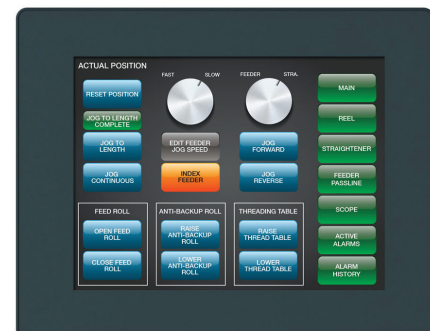 ACTUAL POSITION
FAST SLOW
FEEDER STRA.
RESET POSITION
JOG TO LENGTH
COMPLETE
JOG TO
LENGTH
JOG
CONTINUOUS
EDIT FEEDER
JOG SPEED
INDEX
FEEDER
JOG
FORWARD
JOG
REVERSE
FEED ROLL
OPEN FEED
ROLL
CLOSE FEED
ROLL
ANTI-BACKUP ROLL
RAISE
ANTI-BACKUP
ROLL
LOWER
ANTI-BACKUP
ROLL
THREADING TABLE
RAISE
THREAD TABLE
LOWER
THREAD TABLE
MAIN
REEL
STRAIGHTENER
FEEDER
PASSLINE
SCOPE
ACTIVE
ALARMS
ALARM
HISTORY